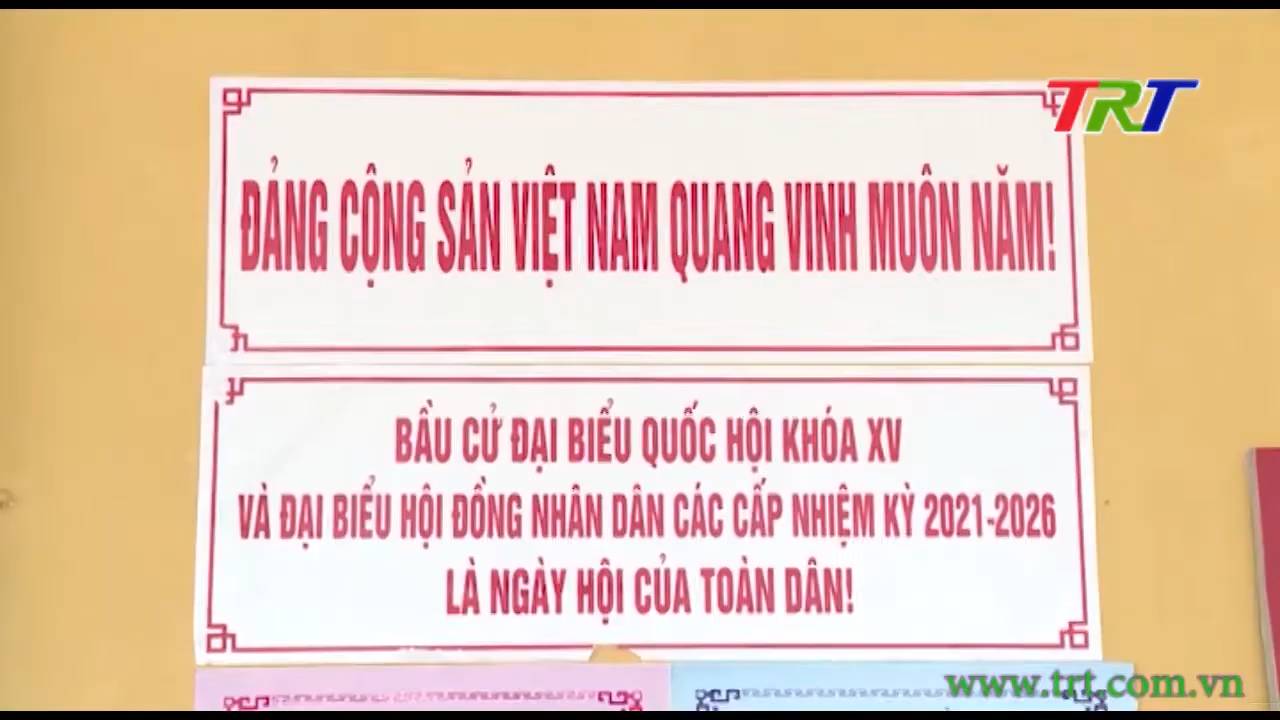 TRT
ĐẢNG CỘNG SẢN VIỆT NAM QUANG VINH MUÔN NĂM!
BẦU CỬ ĐẠI BIỂU QUỐC HỘI KHÓA XV
VÀ ĐẠI BIỂU HỘI ĐỒNG NHÂN DÂN CÁC CẤP NHIỆM KỲ 2021-2026
LÀ NGÀY HỘI CỦA TOÀN DÂN!
www.trt.com.vn